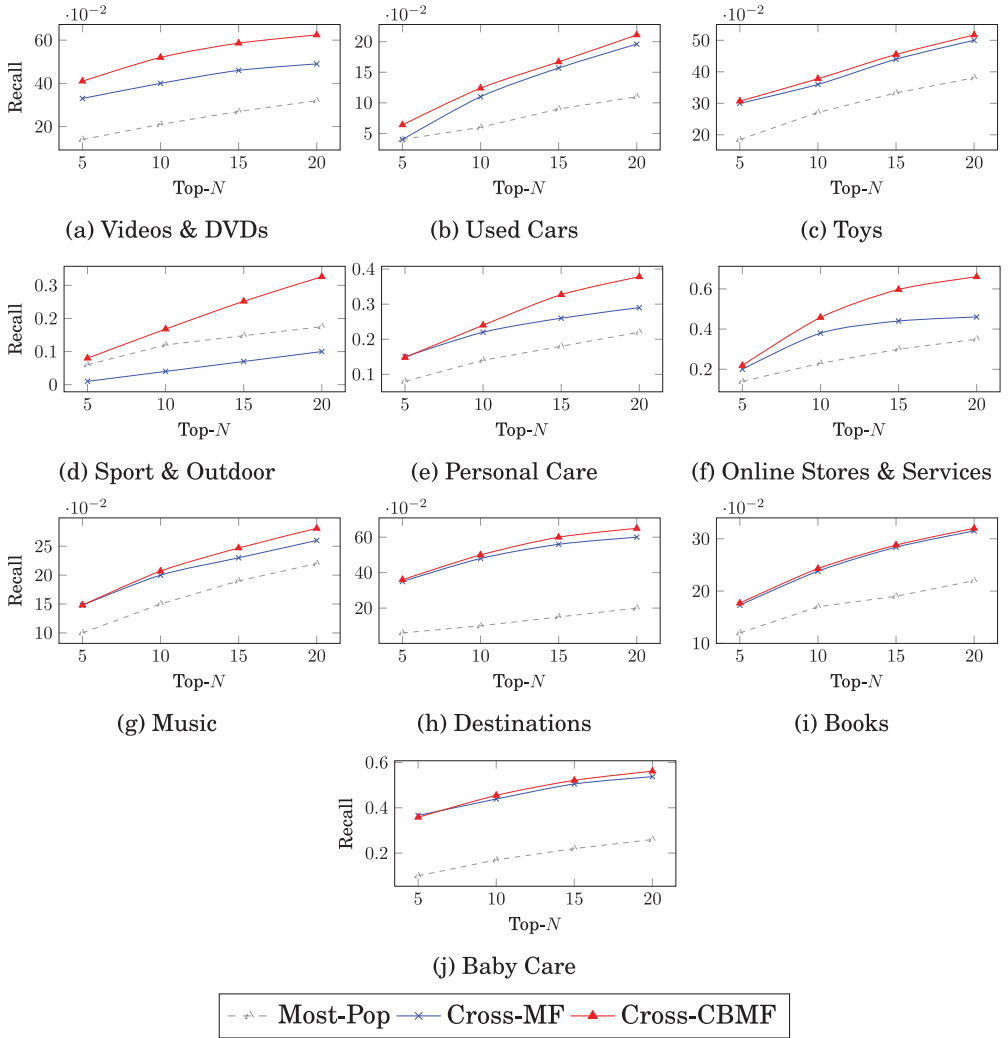 ·10⁻² ·10⁻² ·10⁻²
60 40 20 Recall 5 10 15 20 Top-N
20 15 10 5 5 10 15 20 Top-N
50 40 30 20 5 10 15 20 Top-N
(a) Videos & DVDs (b) Used Cars (c) Toys
0.3 0.2 0.1 0 Recall 5 10 15 20 Top-N
0.4 0.3 0.2 0.1 5 10 15 20 Top-N
0.6 0.4 0.2 5 10 15 20 Top-N
(d) Sport & Outdoor (e) Personal Care (f) Online Stores & Services
·10⁻² ·10⁻² ·10⁻²
25 20 15 10 Recall 5 10 15 20 Top-N
60 40 20 5 10 15 20 Top-N
30 20 10 5 10 15 20 Top-N
(g) Music (h) Destinations (i) Books
0.6 0.4 0.2 Recall 5 10 15 20 Top-N
(j) Baby Care
Most-Pop Cross-MF Cross-CBMF